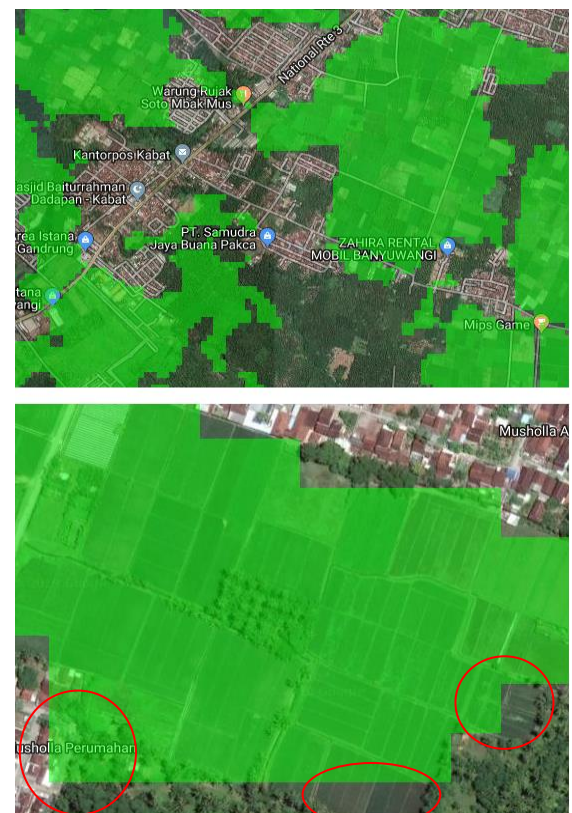 National Rte 3
Warung Rujak
Soto Mbak Mus
Kantorpos Kabat
asjid Baiturrahman
Dadapan - Kabat
PT. Samudra
Jaya Buana Pakca
rea Istana
Gandrung
ZAHIRA RENTAL
MOBIL BANYUWANGI
tana
angi
Mips Game
Musholla A
usholla Perumahan